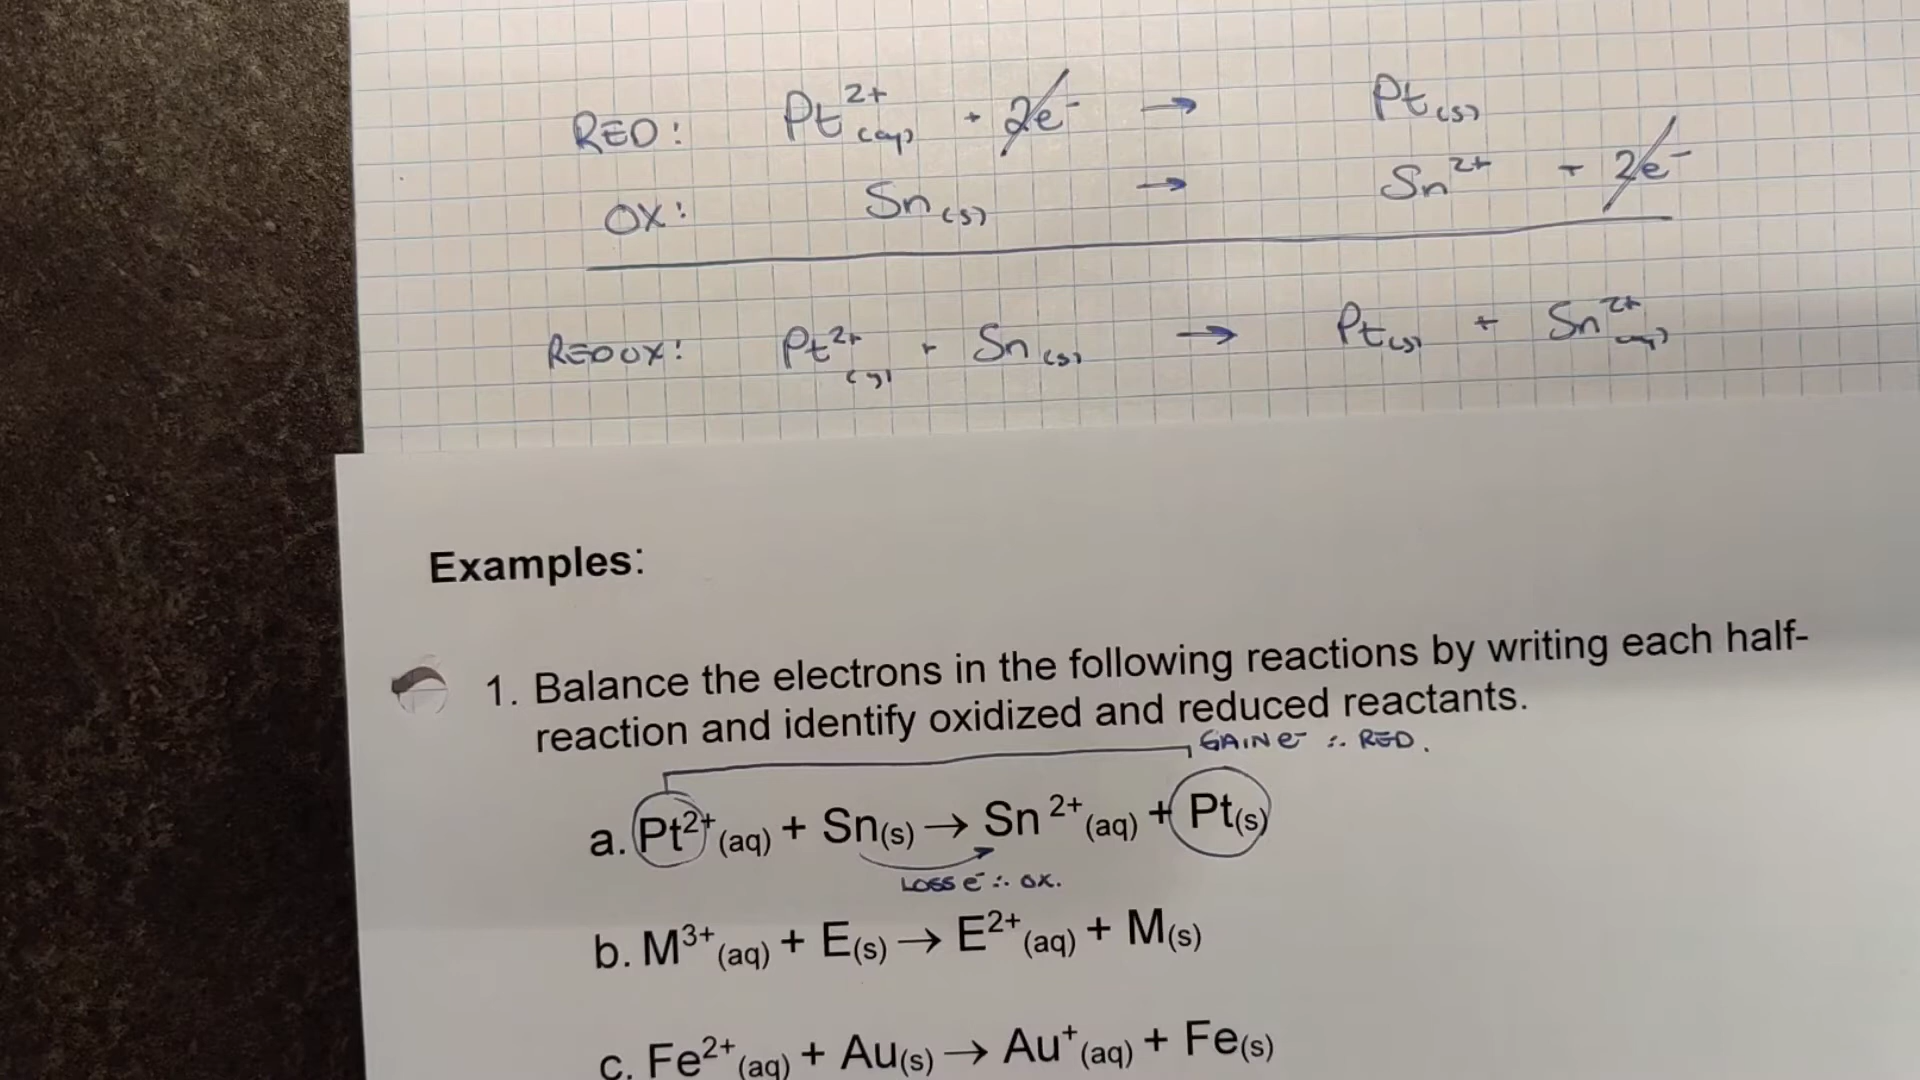 RED: Pt²⁺(aq) + 2e⁻ → Pt(s)
OX: Sn(s) → Sn²⁺ + 2e⁻
REDOX: Pt²⁺(aq) + Sn(s) → Pt(s) + Sn²⁺(aq)
Examples:
1. Balance the electrons in the following reactions by writing each half-
reaction and identify oxidized and reduced reactants.
GAIN e⁻ ∴ RED.
a. Pt²⁺(aq) + Sn(s) → Sn²⁺(aq) + Pt(s)
LOSS e⁻ ∴ OX.
b. M³⁺(aq) + E(s) → E²⁺(aq) + M(s)
c. Fe²⁺(aq) + Au(s) → Au⁺(aq) + Fe(s)